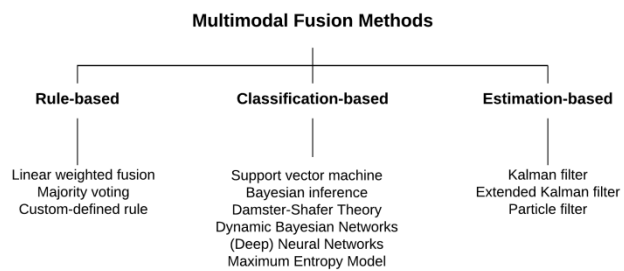 Multimodal Fusion Methods
Rule-based
Classification-based
Estimation-based
Linear weighted fusion
Majority voting
Custom-defined rule
Support vector machine
Bayesian inference
Damster-Shafer Theory
Dynamic Bayesian Networks
(Deep) Neural Networks
Maximum Entropy Model
Kalman filter
Extended Kalman filter
Particle filter